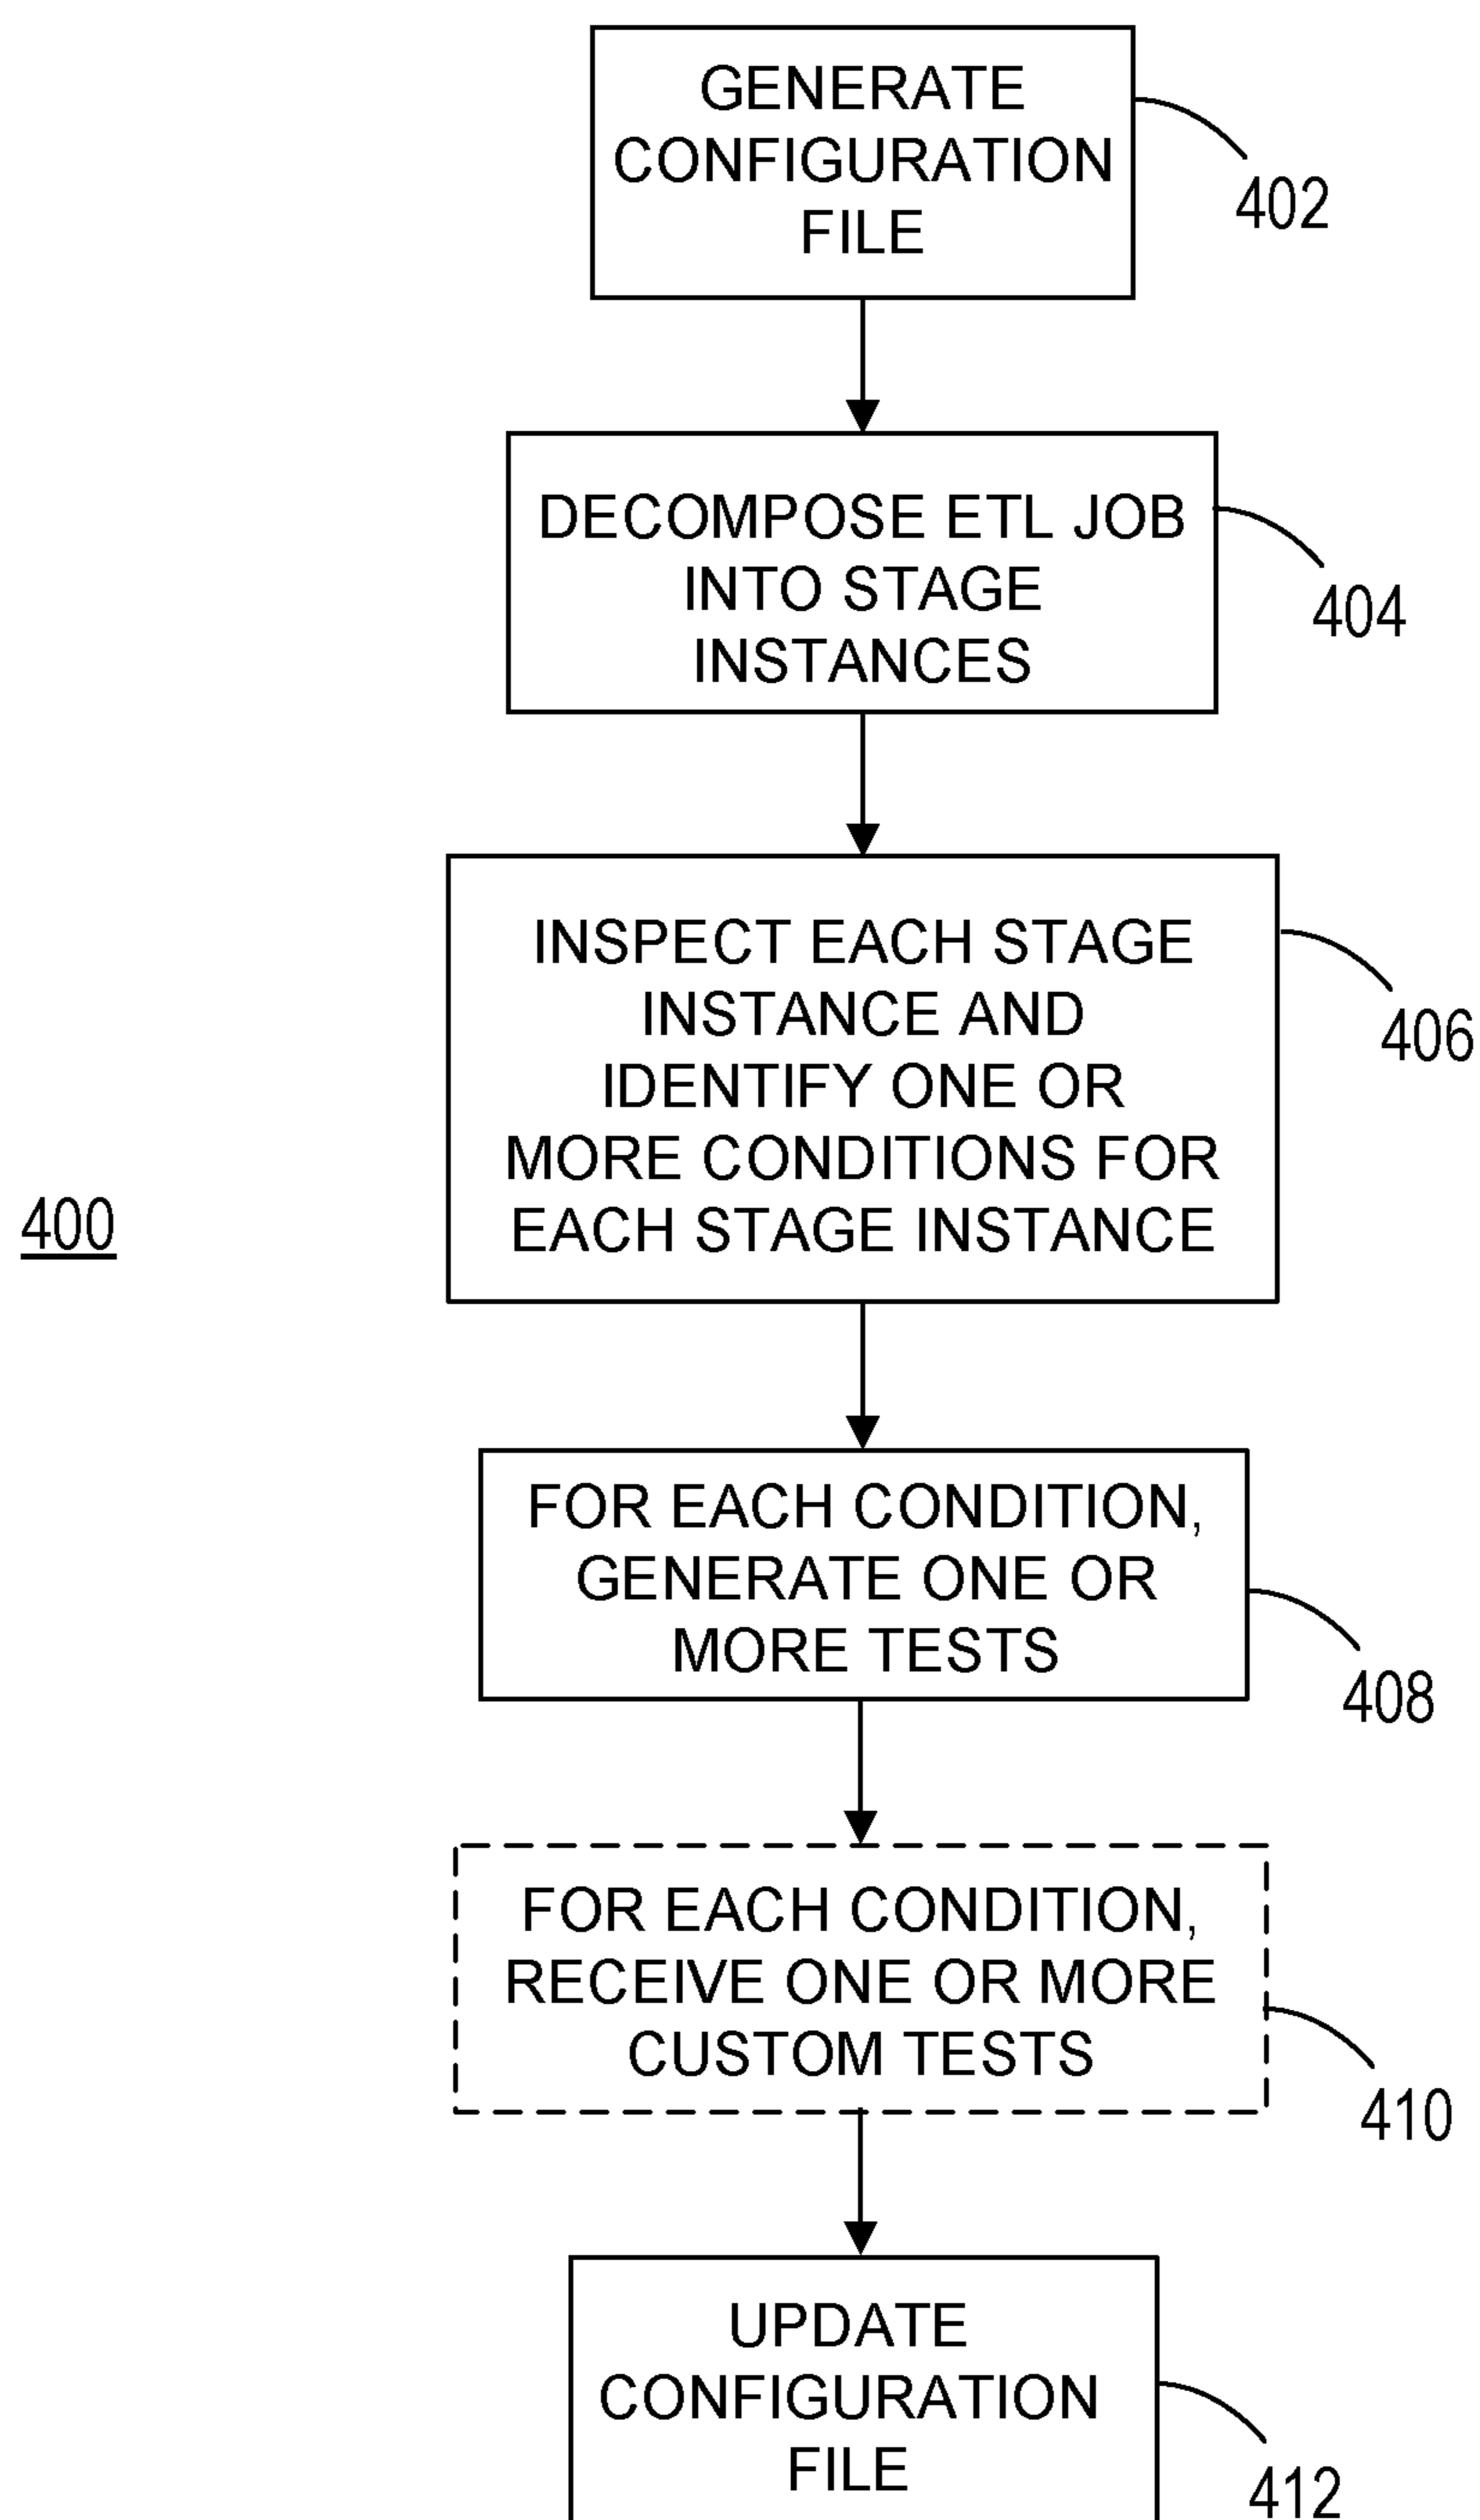 GENERATE
CONFIGURATION
FILE
402
DECOMPOSE ETL JOB
INTO STAGE
INSTANCES
404
INSPECT EACH STAGE
INSTANCE AND
IDENTIFY ONE OR
MORE CONDITIONS FOR
EACH STAGE INSTANCE
406
400
FOR EACH CONDITION,
GENERATE ONE OR
MORE TESTS
408
FOR EACH CONDITION,
RECEIVE ONE OR MORE
CUSTOM TESTS
410
UPDATE
CONFIGURATION
FILE
412